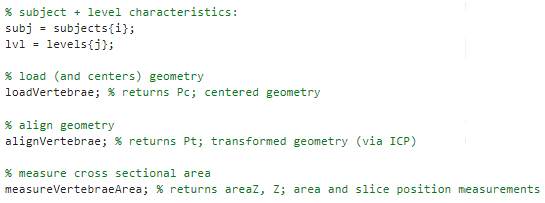 % subject + level characteristics:
subj = subjects{i};
lvl = levels{j};
% load (and centers) geometry
loadVertebrae; % returns Pc; centered geometry
% align geometry
alignVertebrae; % returns Pt; transformed geometry (via ICP)
% measure cross sectional area
measureVertebraeArea; % returns areaZ, Z; area and slice position measurements